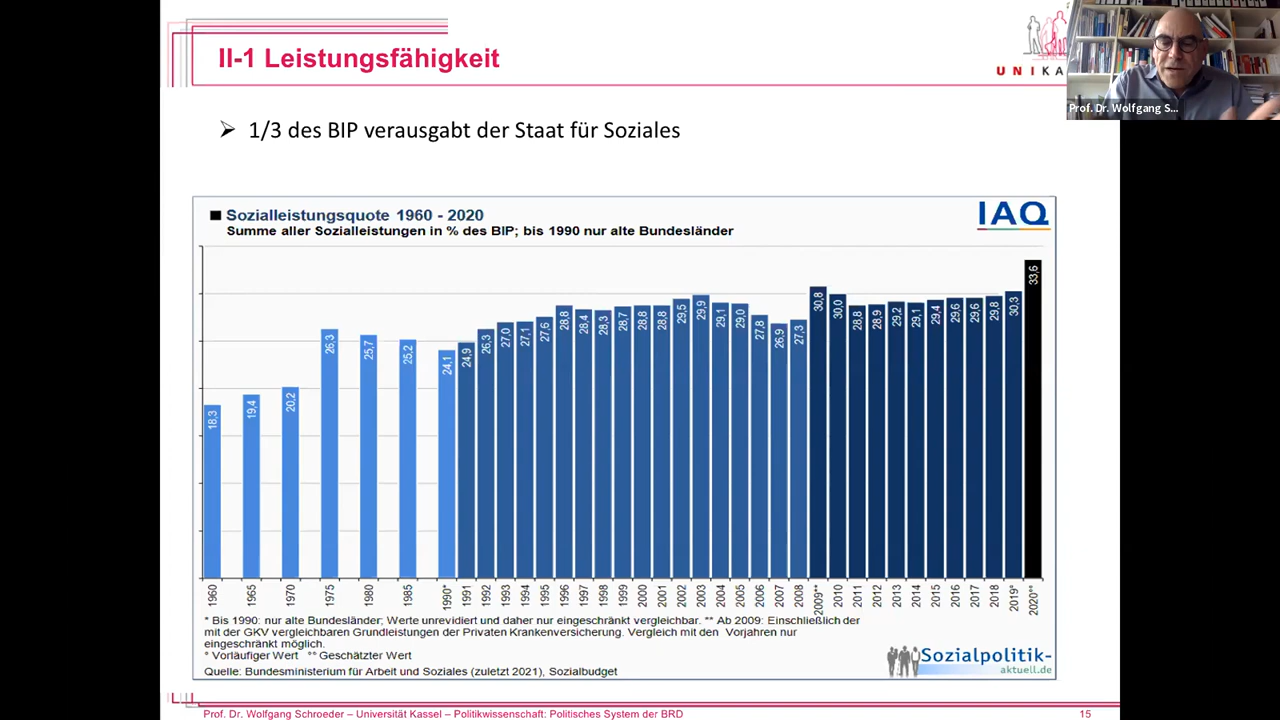 II-1 Leistungsfähigkeit
UNIKA
Prof. Dr. Wolfgang S...
➢ 1/3 des BIP verausgabt der Staat für Soziales
Sozialleistungsquote 1960 - 2020
IAQ
Summe aller Sozialleistungen in % des BIP; bis 1990 nur alte Bundesländer
18,3 19,4 20,2 26,3 25,7 25,2 24,1 24,9 26,3 27,0 27,1 27,6 28,8 28,4 28,3 28,7 28,8 28,8 29,5 29,9 29,1 29,0 27,8 26,9 27,3 30,8 30,0 28,8 28,9 29,2 29,1 29,4 29,6 29,6 29,8 30,3 33,6
1960 1965 1970 1975 1980 1985 1990* 1991 1992 1993 1994 1995 1996 1997 1998 1999 2000 2001 2002 2003 2004 2005 2006 2007 2008 2009** 2010 2011 2012 2013 2014 2015 2016 2017 2018 2019° 2020°°
* Bis 1990: nur alte Bundesländer; Werte unrevidiert und daher nur eingeschränkt vergleichbar. ** Ab 2009: Einschließlich der
mit der GKV vergleichbaren Grundleistungen der Privaten Krankenversicherung. Vergleich mit den Vorjahren nur
eingeschränkt möglich.
° Vorläufiger Wert °° Geschätzter Wert
Quelle: Bundesministerium für Arbeit und Soziales (zuletzt 2021), Sozialbudget
Sozialpolitik-
aktuell.de
Prof. Dr. Wolfgang Schroeder – Universität Kassel – Politikwissenschaft: Politisches System der BRD
15